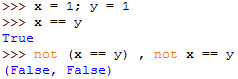 >>> x = 1; y = 1
>>> x == y
True
>>> not (x == y) , not x == y
(False, False)